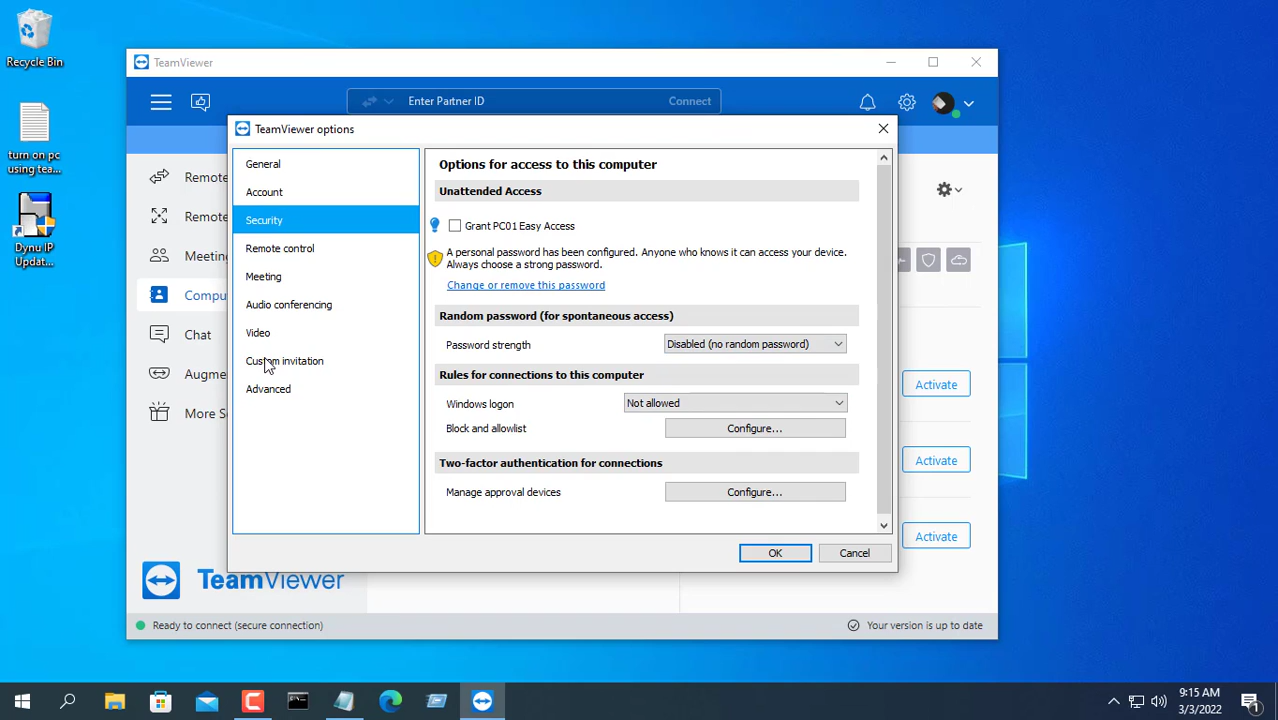 Recycle Bin
turn on pc
using tea...
Dynu IP
Updat...
TeamViewer
Enter Partner ID
Connect
Remote
Remote
Meeting
Compu
Chat
Augme
More S
TeamViewer options
General
Account
Security
Remote control
Meeting
Audio conferencing
Video
Custom invitation
Advanced
Options for access to this computer
Unattended Access
Grant PC01 Easy Access
A personal password has been configured. Anyone who knows it can access your device.
Always choose a strong password.
Change or remove this password
Random password (for spontaneous access)
Password strength
Disabled (no random password)
Rules for connections to this computer
Windows logon
Not allowed
Block and allowlist
Configure...
Two-factor authentication for connections
Manage approval devices
Configure...
OK
Cancel
Activate
Activate
Activate
TeamViewer
Ready to connect (secure connection)
Your version is up to date
9:15 AM
3/3/2022
1